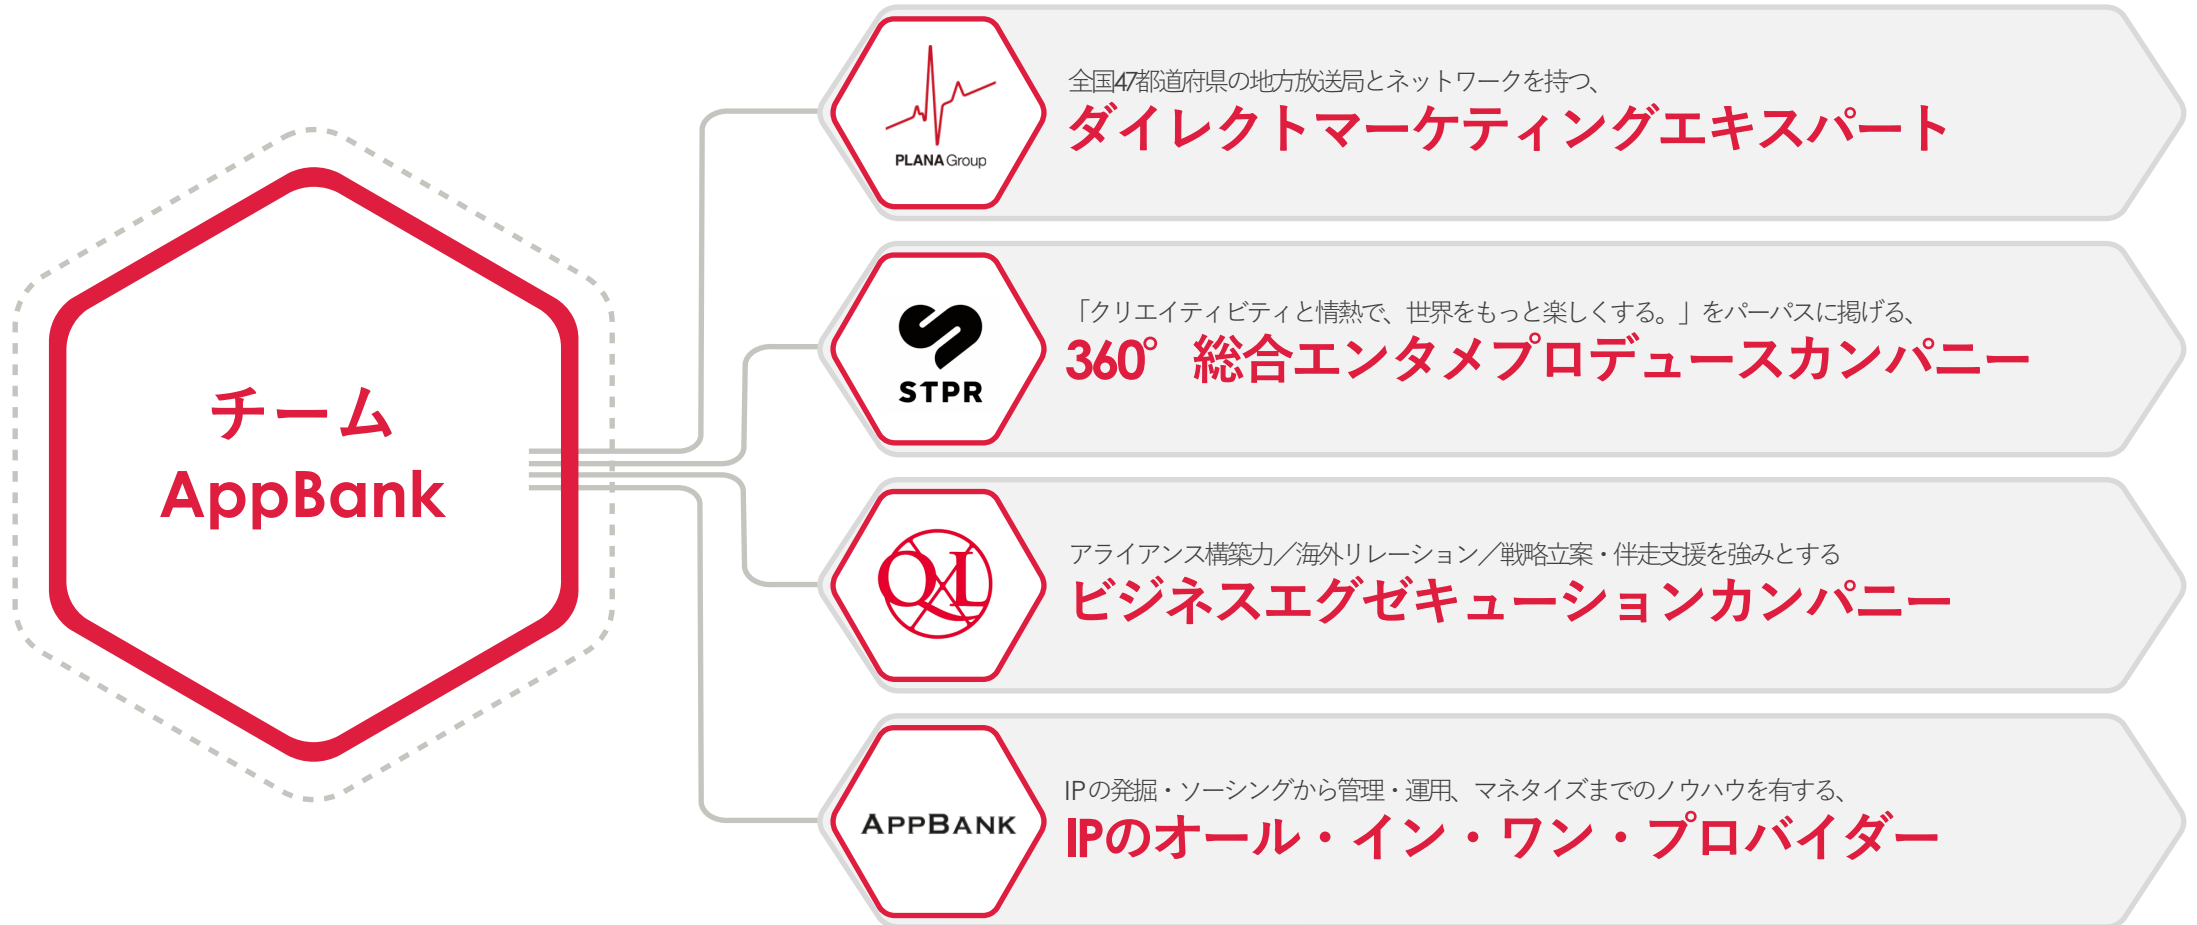 チーム
AppBank
PLANA Group
全国47都道府県の地方放送局とネットワークを持つ、
ダイレクトマーケティングエキスパート
STPR
「クリエイティビティと情熱で、世界をもっと楽しくする。」をパーパスに掲げる、
360°総合エンタメプロデュースカンパニー
QL
アライアンス構築力／海外リレーション／戦略立案・伴走支援を強みとする
ビジネスエグゼキューションカンパニー
APPBANK
IPの発掘・ソーシングから管理・運用、マネタイズまでのノウハウを有する、
IPのオール・イン・ワン・プロバイダー